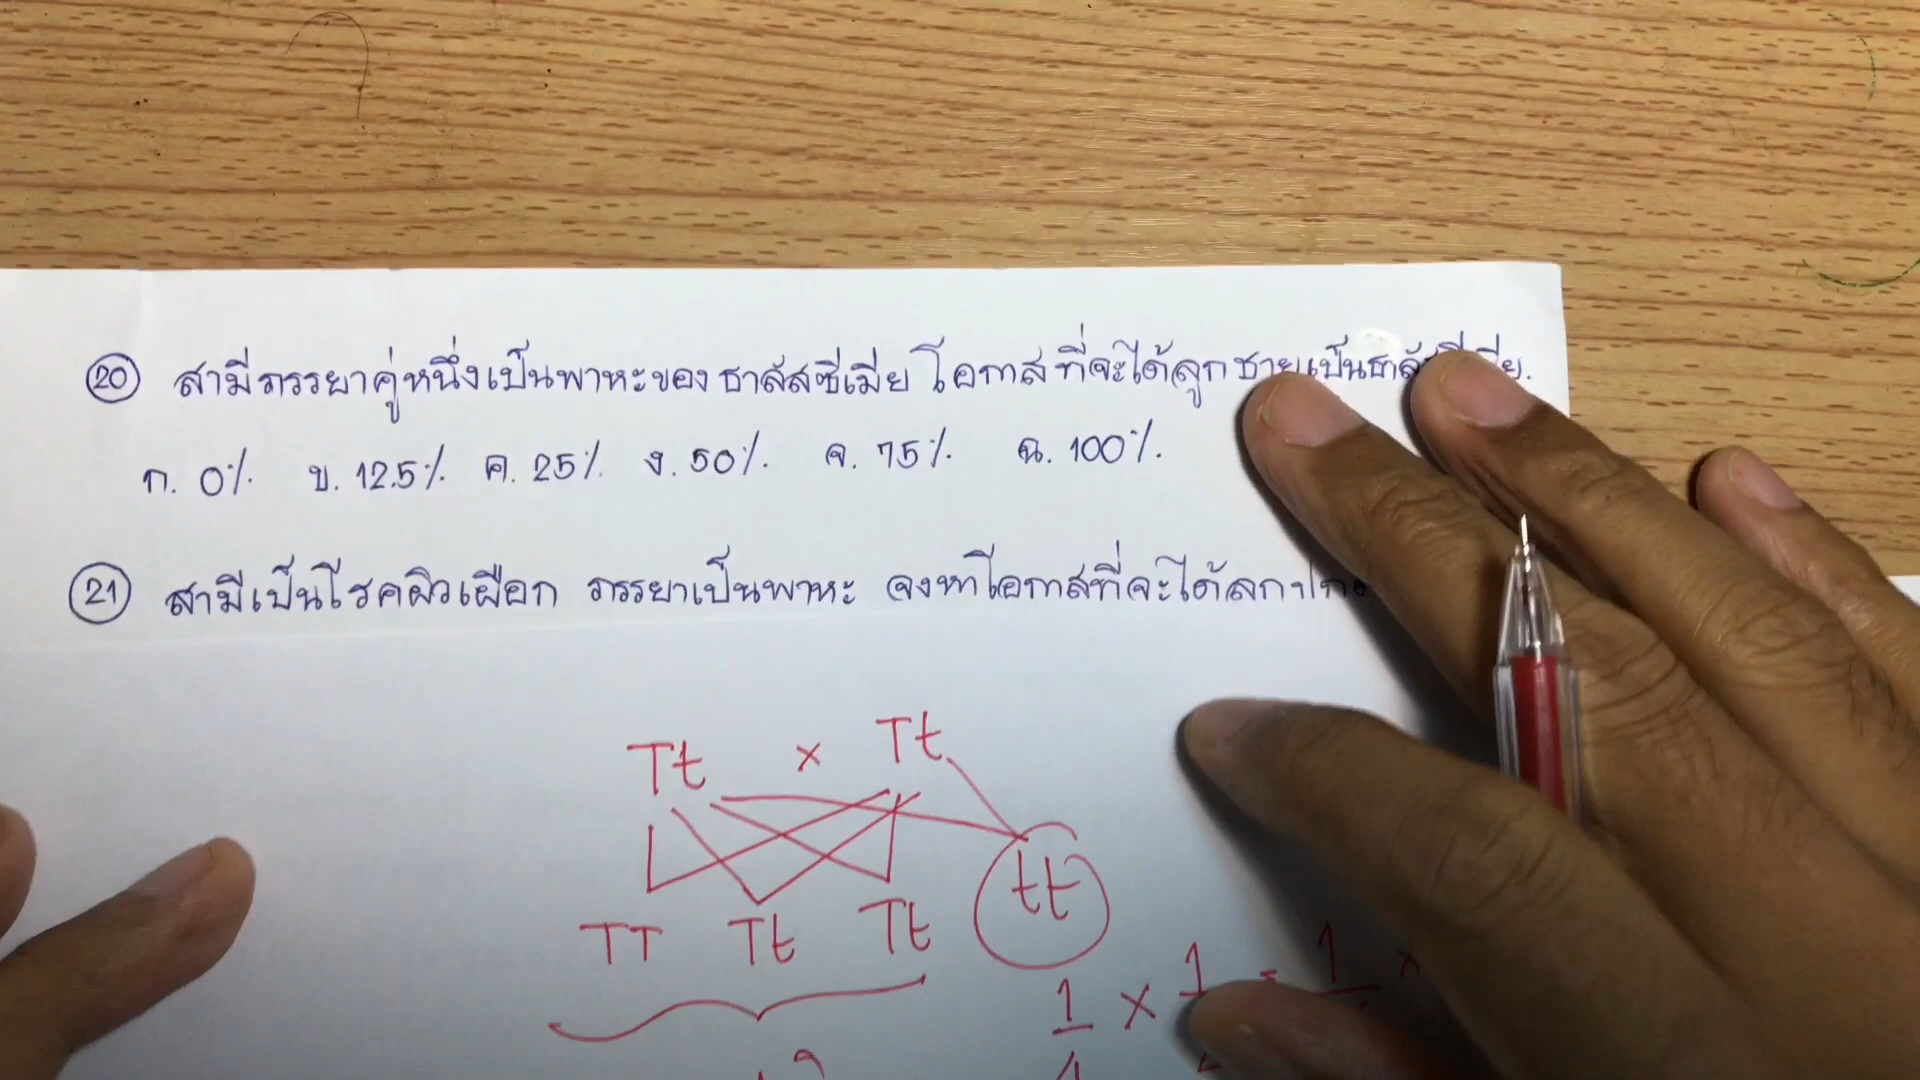 20 สามีภรรยาคู่หนึ่งเป็นพาหะของ ธาลัสซีเมีย โอกาสที่จะได้ลูกชายเป็น
ก. 0% ข. 12.5% ค. 25% ง. 50% จ. 75% ฉ. 100%.
21 สามีเป็นโรคผิวเผือก ภรรยาเป็นพาหะ จงหาโอกาสที่จะได้ลูก
Tt × Tt
TT Tt Tt tt
1 × 1 = 1 ×